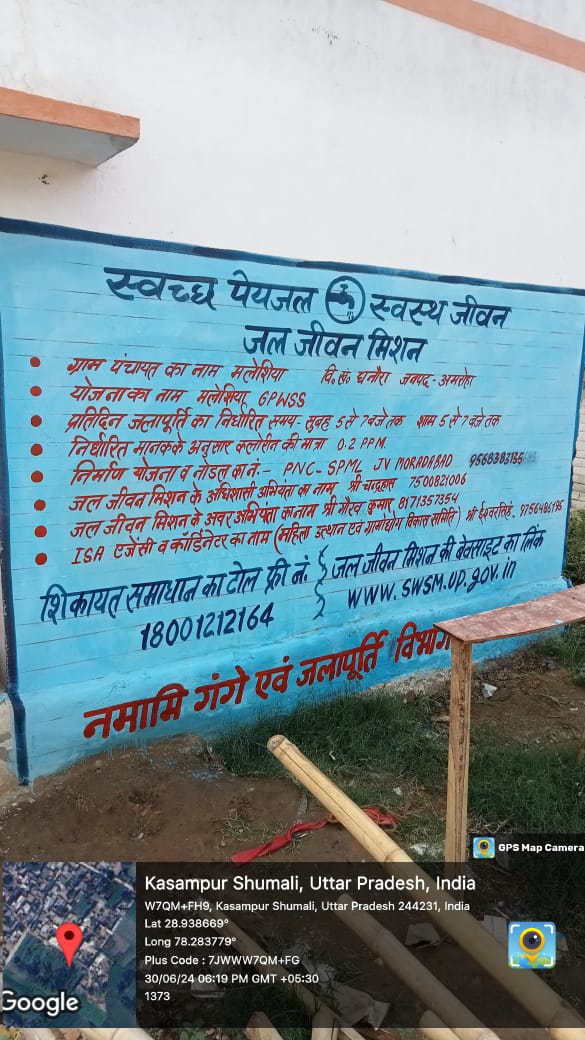 स्वच्छ पेयजल स्वस्थ जीवन
जल जीवन मिशन
• ग्राम पंचायत का नाम मलेशिया वि.खं. धनौरा जनपद- अमरोहा
• योजना का नाम मलेशिया GPWSS
• प्रतिदिन जलापूर्ति का निर्धारित समय- सुबह 5 से 7 बजे तक शाम 5 से 7 बजे तक
• निर्धारित मानक के अनुसार क्लोरीन की मात्रा 0.2 PPM.
• निर्माण योजना व नोडल का नं:- PNC-SPML JV MORADABAD
• जल जीवन मिशन के अधिशासी अभियंता का नाम श्री चन्द्रहास 7500821006
• जल जीवन मिशन के अवर अभियंता का नाम श्री गौरव कुमार 8171357354
• ISA एजेंसी व कॉर्डिनेटर का नाम (महिला उत्थान एवं ग्रामोद्योग विकास समिति) श्री ईश्वर सिंह. 9756486195
शिकायत समाधान का टोल फ्री नं.
18001212164
जल जीवन मिशन की बेबसाइट का लिंक
www.swsm.up.gov.in
नमामि गंगे एवं जलापूर्ति विभाग
GPS Map Camera
Kasampur Shumali, Uttar Pradesh, India
W7QM+FH9, Kasampur Shumali, Uttar Pradesh 244231, India
Lat 28.938669°
Long 78.283779°
Plus Code : 7JWWW7QM+FG
30/06/24 06:19 PM GMT +05:30
1373
Google